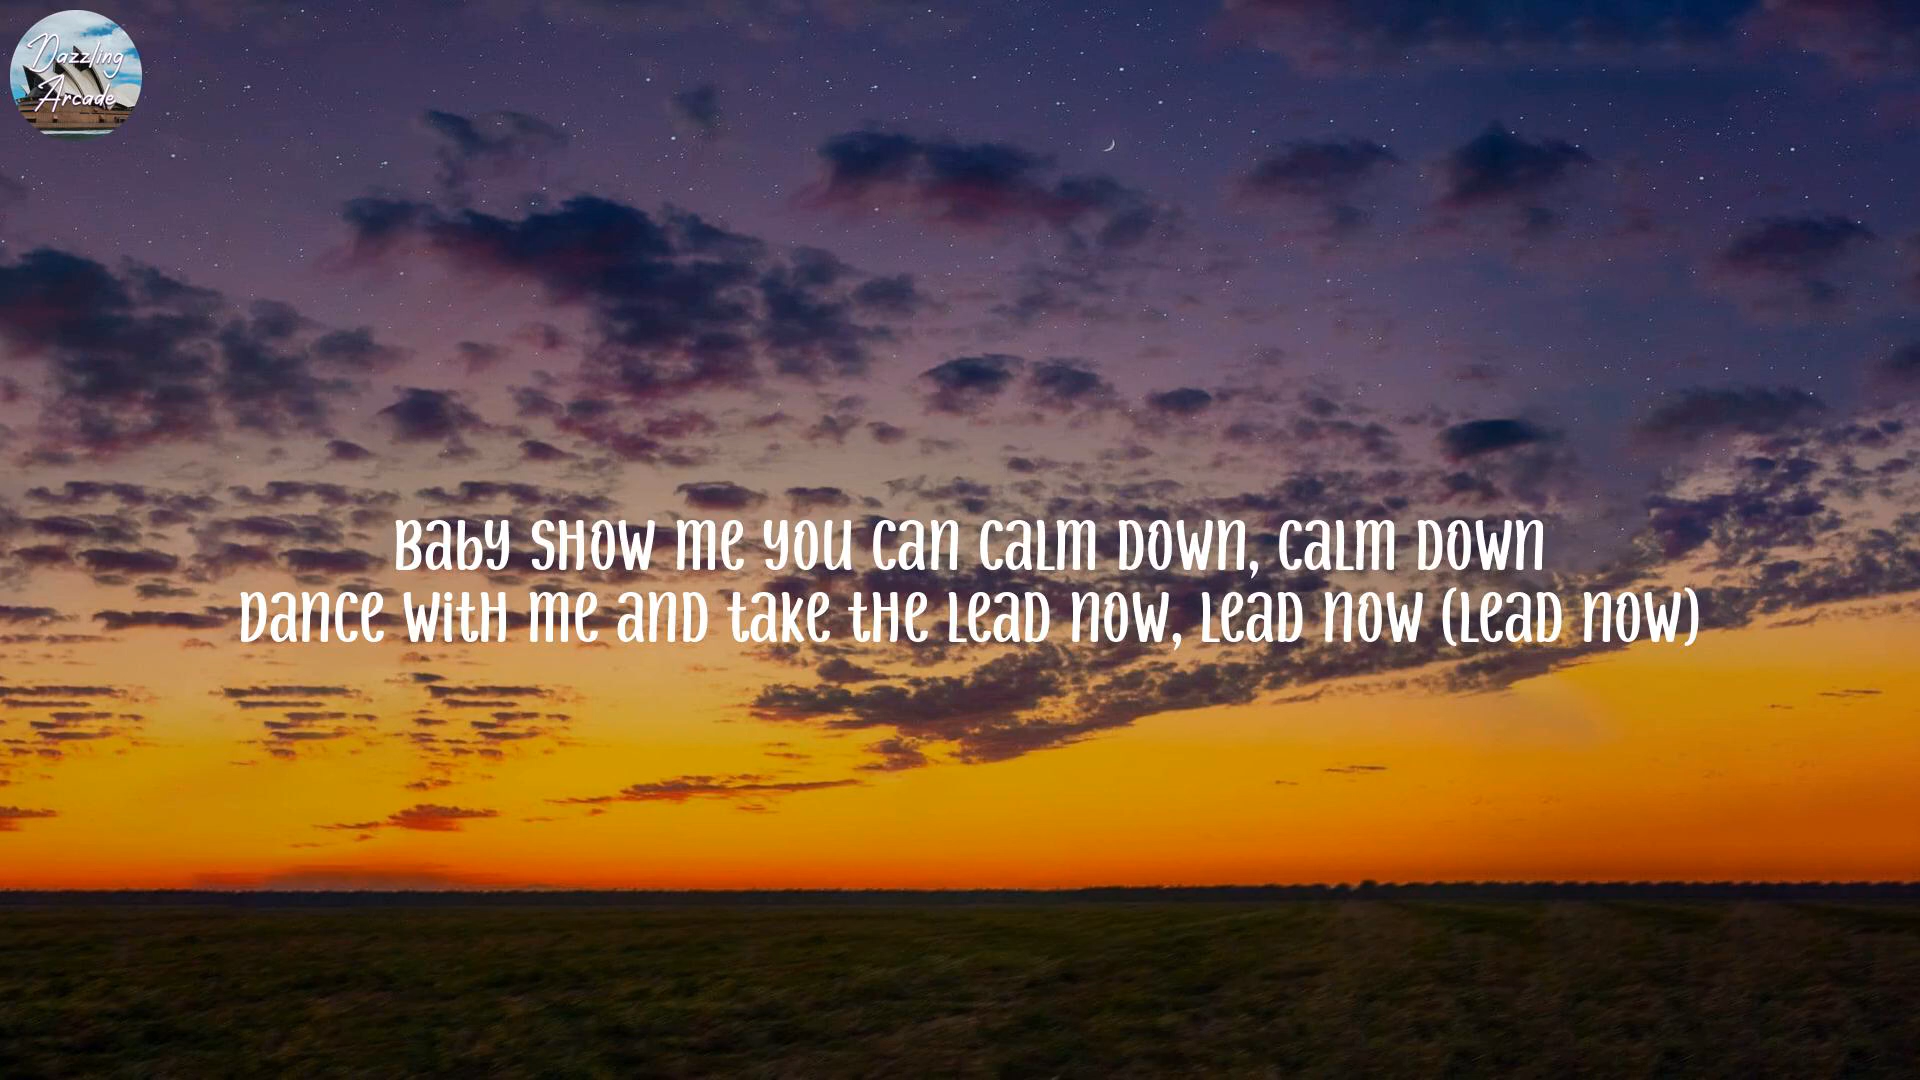 Dazzling
Arcade
Baby show me you can calm down, calm down
Dance with me and take the lead now, lead now (lead now)